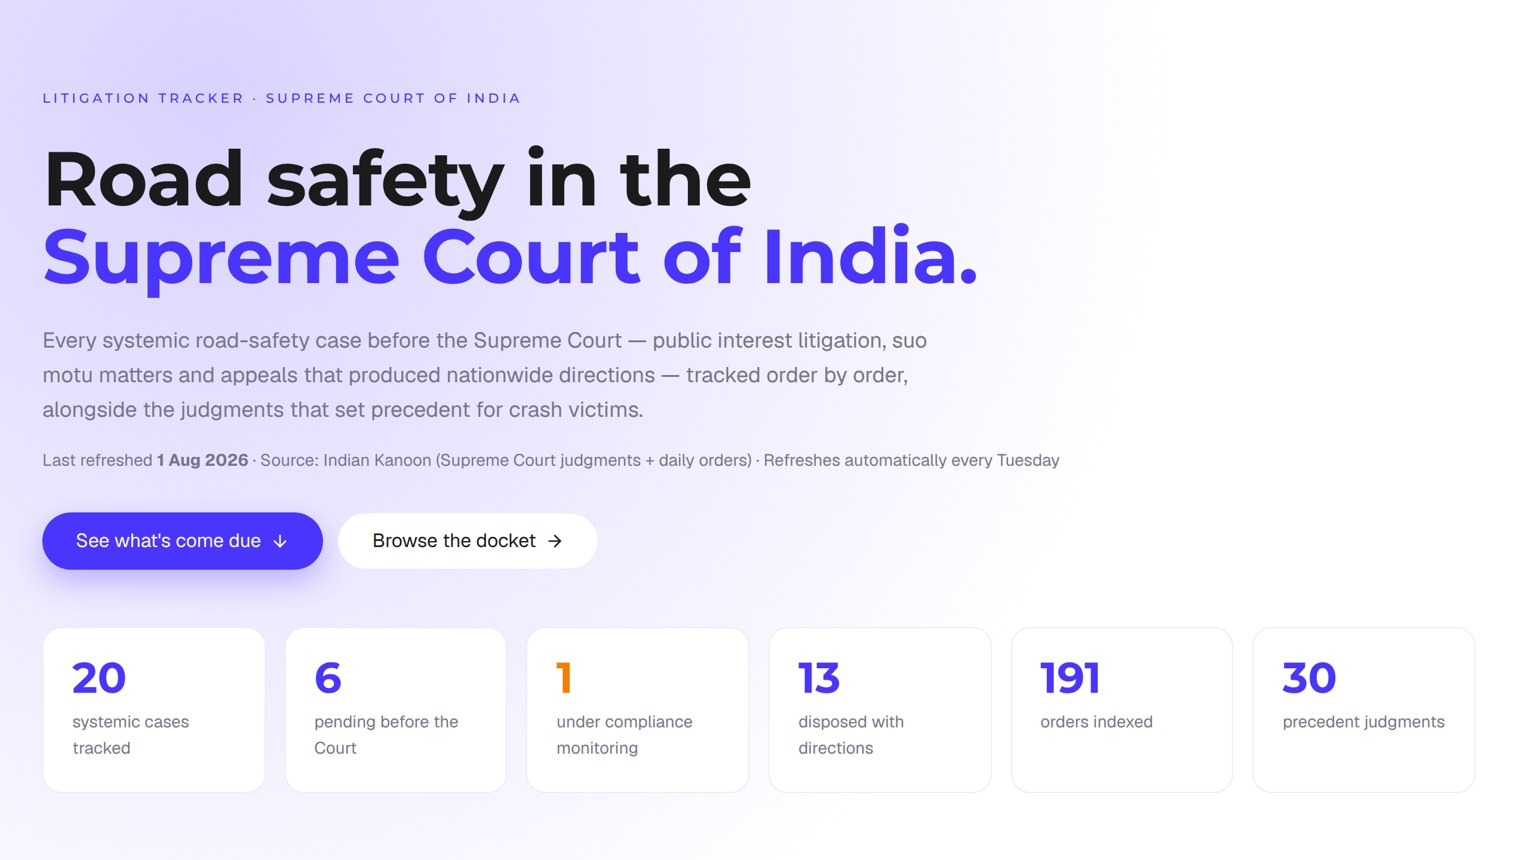 LITIGATION TRACKER · SUPREME COURT OF INDIA
Road safety in the
Supreme Court of India.
Every systemic road-safety case before the Supreme Court — public interest litigation, suo
motu matters and appeals that produced nationwide directions — tracked order by order,
alongside the judgments that set precedent for crash victims.
Last refreshed 1 Aug 2026 · Source: Indian Kanoon (Supreme Court judgments + daily orders) · Refreshes automatically every Tuesday
See what's come due ↓
Browse the docket →
20
systemic cases
tracked
6
pending before the
Court
1
under compliance
monitoring
13
disposed with
directions
191
orders indexed
30
precedent judgments